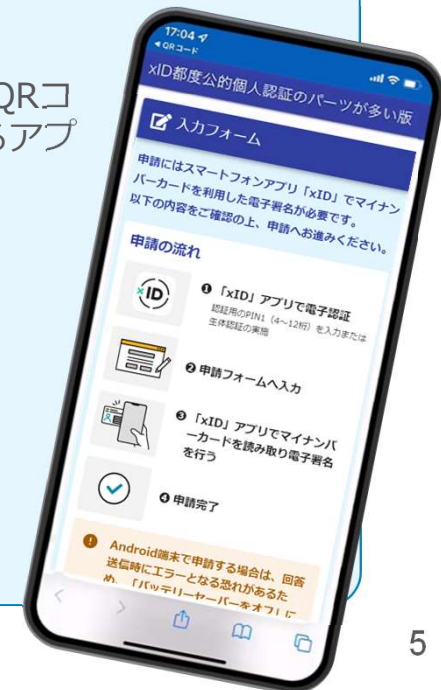 QRコ
るアプ
17:04
◀ QRコード
xID都度公的個人認証のパーツが多い版
入力フォーム
申請にはスマートフォンアプリ「xID」でマイナン
バーカードを利用した電子署名が必要です。
以下の内容をご確認の上、申請へお進みください。
申請の流れ
×ID
❶ 「xID」アプリで電子認証
認証用のPIN1（4～12桁）を入力または
生体認証の実施
❷ 申請フォームへ入力
❸ 「xID」アプリでマイナンバ
ーカードを読み取り電子署名
を行う
❹ 申請完了
Android端末で申請する場合は、回答
送信時にエラーとなる恐れがあるた
め、「バッテリーセーバーをオフ」に
5